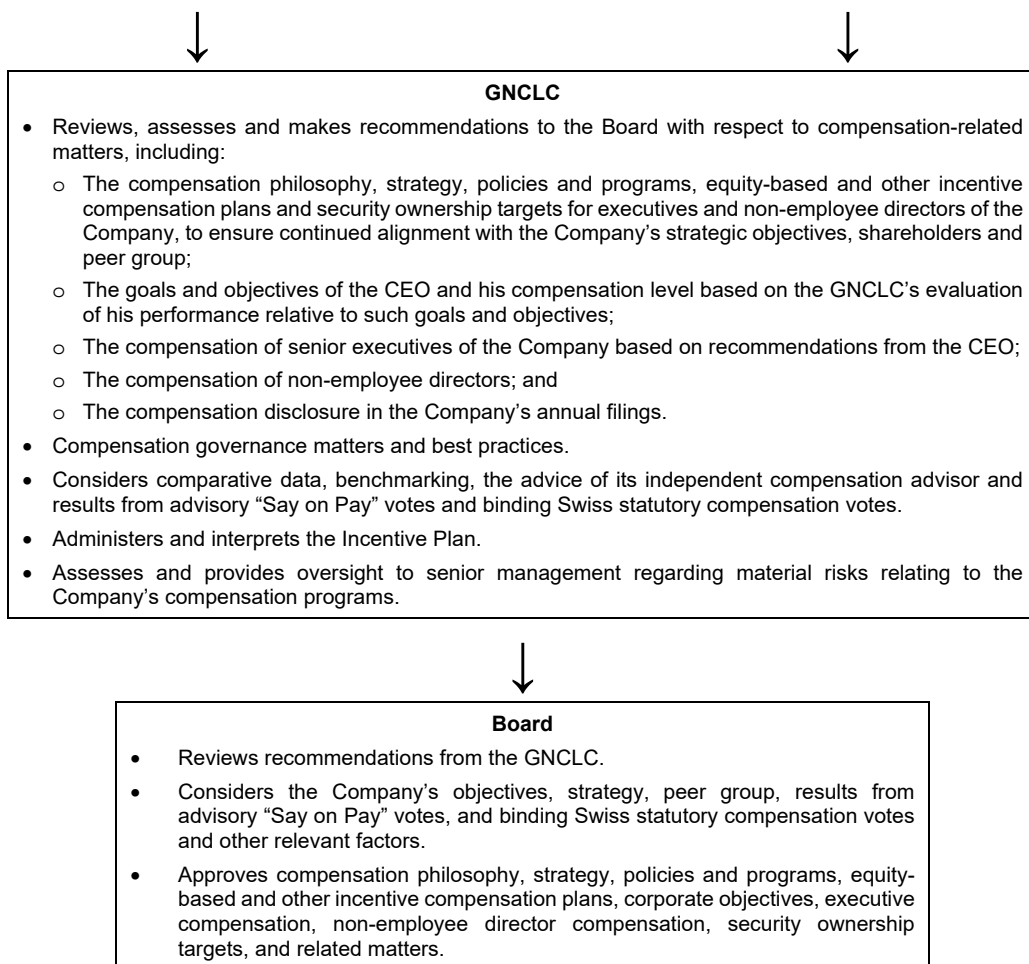 GNCLC
• Reviews, assesses and makes recommendations to the Board with respect to compensation-related
matters, including:
o The compensation philosophy, strategy, policies and programs, equity-based and other incentive
compensation plans and security ownership targets for executives and non-employee directors of the
Company, to ensure continued alignment with the Company’s strategic objectives, shareholders and
peer group;
o The goals and objectives of the CEO and his compensation level based on the GNCLC’s evaluation
of his performance relative to such goals and objectives;
o The compensation of senior executives of the Company based on recommendations from the CEO;
o The compensation of non-employee directors; and
o The compensation disclosure in the Company’s annual filings.
• Compensation governance matters and best practices.
• Considers comparative data, benchmarking, the advice of its independent compensation advisor and
results from advisory “Say on Pay” votes and binding Swiss statutory compensation votes.
• Administers and interprets the Incentive Plan.
• Assesses and provides oversight to senior management regarding material risks relating to the
Company’s compensation programs.
Board
• Reviews recommendations from the GNCLC.
• Considers the Company’s objectives, strategy, peer group, results from
advisory “Say on Pay” votes, and binding Swiss statutory compensation votes
and other relevant factors.
• Approves compensation philosophy, strategy, policies and programs, equity-
based and other incentive compensation plans, corporate objectives, executive
compensation, non-employee director compensation, security ownership
targets, and related matters.